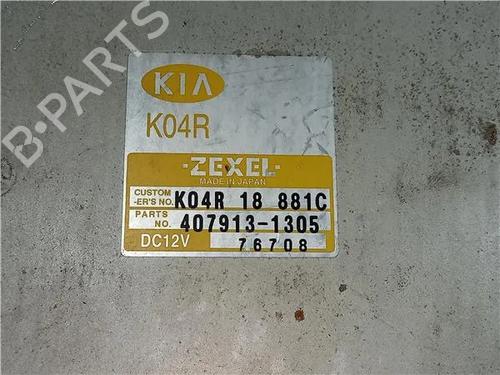 B-PARTS
KIA
K04R
-ZEXEL-
MADE IN JAPAN
CUSTOM
-ER'S NO. K04R 18 881C
PARTS
NO. 407913-1305
DC12V 76708